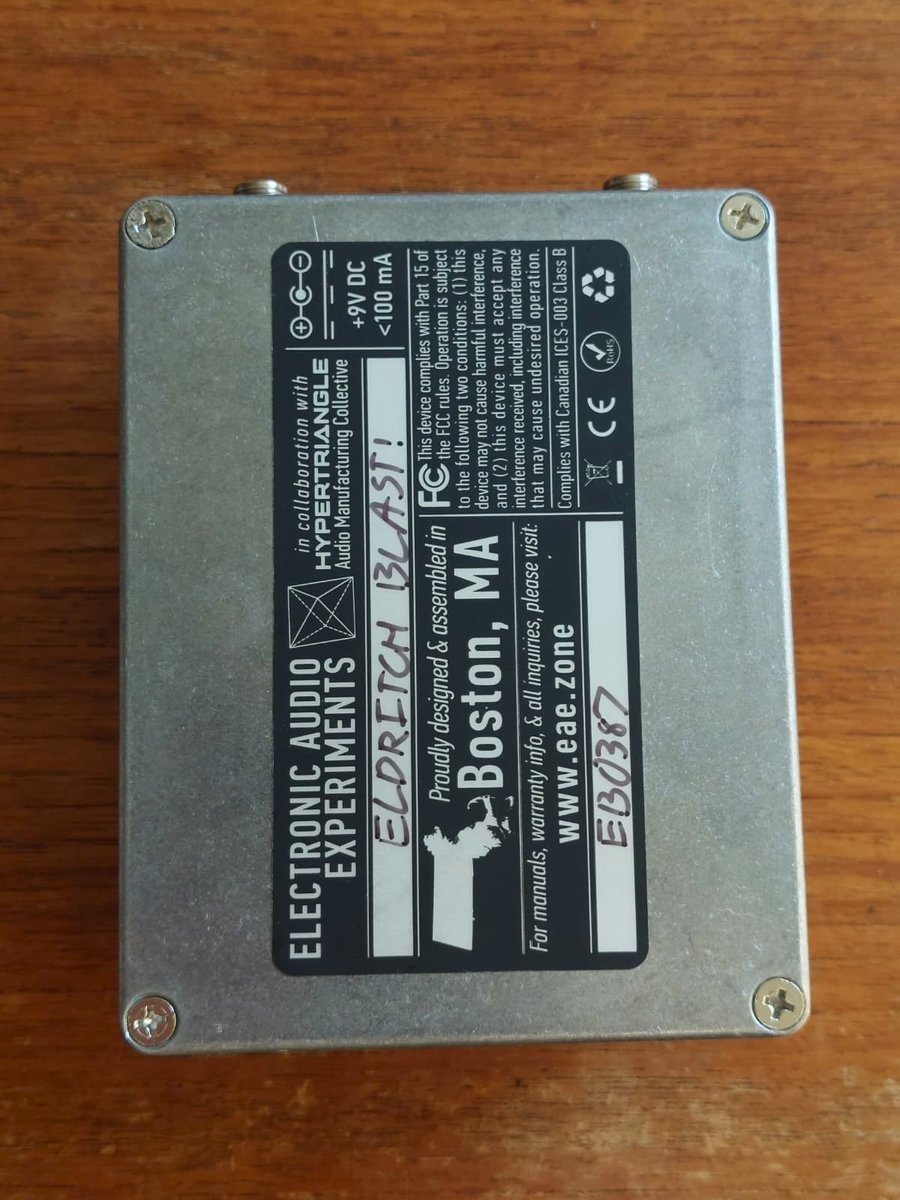 ELECTRONIC AUDIO
EXPERIMENTS
in collaboration with
HYPERTRIANGLE
Audio Manufacturing Collective
+9V DC
<100 mA
ELDRITCH BLAST!
Proudly designed & assembled in
Boston, MA
For manuals, warranty info, & all inquiries, please visit:
www.eae.zone
EB0387
FC This device complies with Part 15 of
the FCC rules. Operation is subject
to the following two conditions: (1) this
device may not cause harmful interference,
and (2) this device must accept any
interference received, including interference
that may cause undesired operation.
Complies with Canadian ICES-003 Class B
CE
RoHS